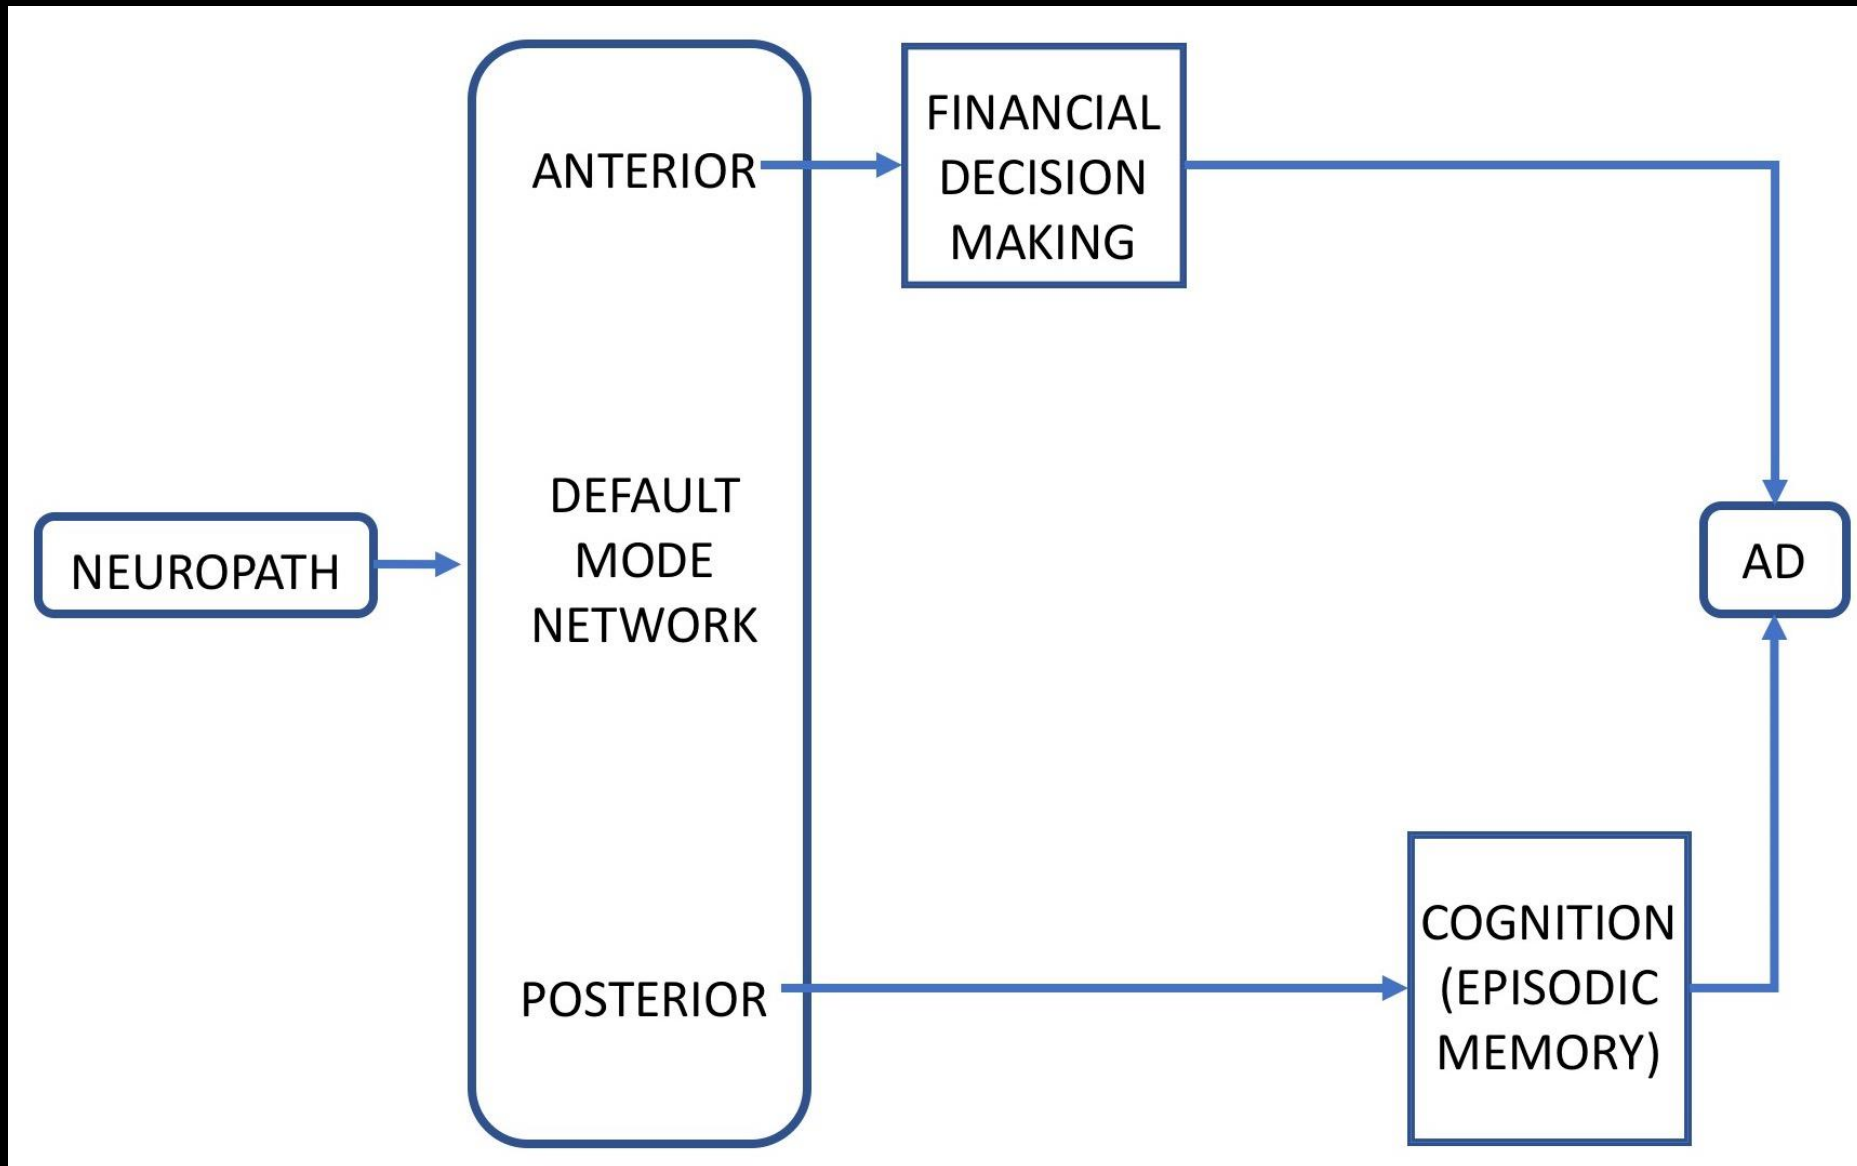 NEUROPATH
ANTERIOR
DEFAULT
MODE
NETWORK
POSTERIOR
FINANCIAL
DECISION
MAKING
COGNITION
(EPISODIC
MEMORY)
AD